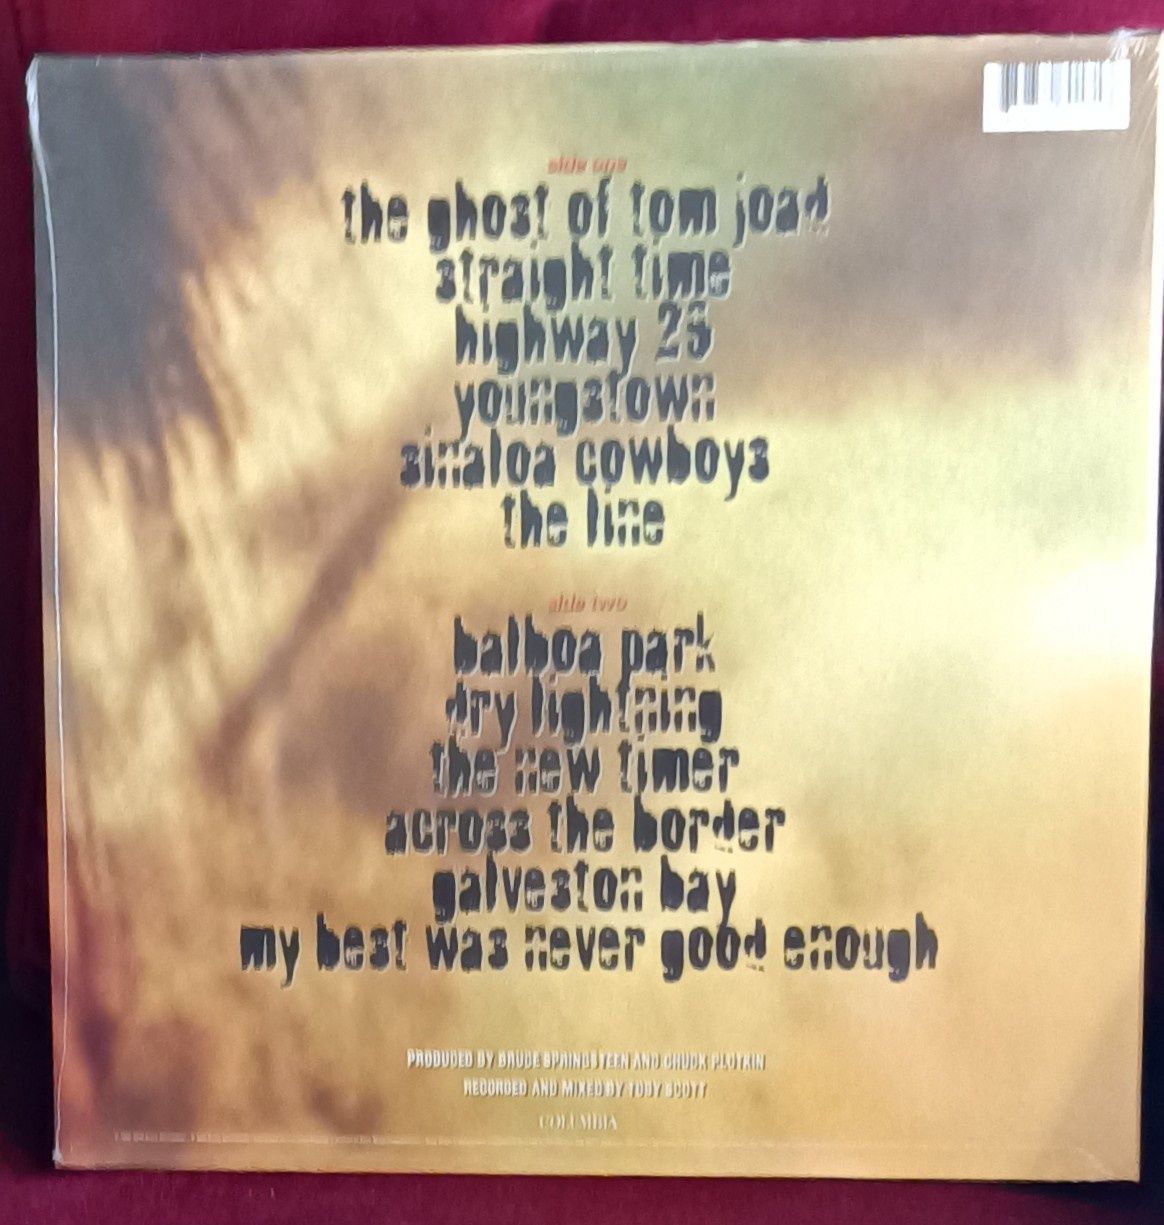 side one
the ghost of tom joad
straight time
highway 29
youngstown
sinaloa cowboys
the line
side two
balboa park
dry lightning
the new timer
across the border
galveston bay
my best was never good enough
PRODUCED BY BRUCE SPRINGSTEEN AND CHUCK PLOTKIN
RECORDED AND MIXED BY TOBY SCOTT
COLUMBIA